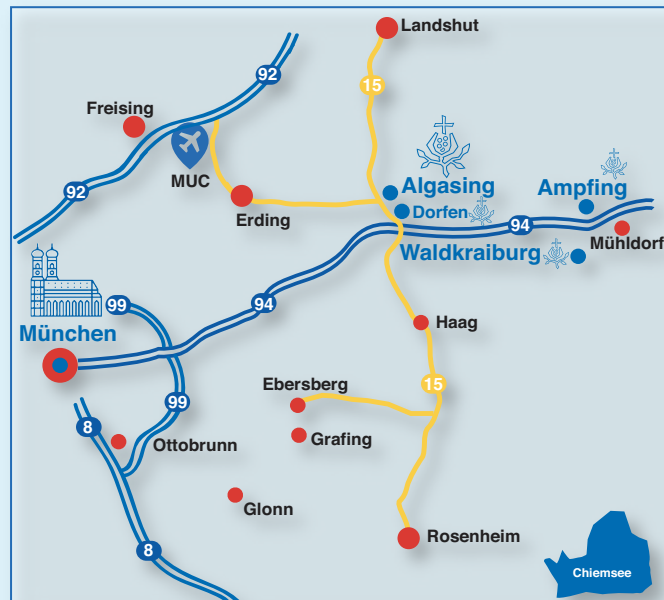 Landshut
92
15
Freising
MUC
92
Erding
Algasing
Dorfen
Ampfing
94
Mühldorf
Waldkraiburg
99
94
München
Haag
15
Ebersberg
99
8
Ottobrunn
Grafing
Glonn
Rosenheim
8
Chiemsee